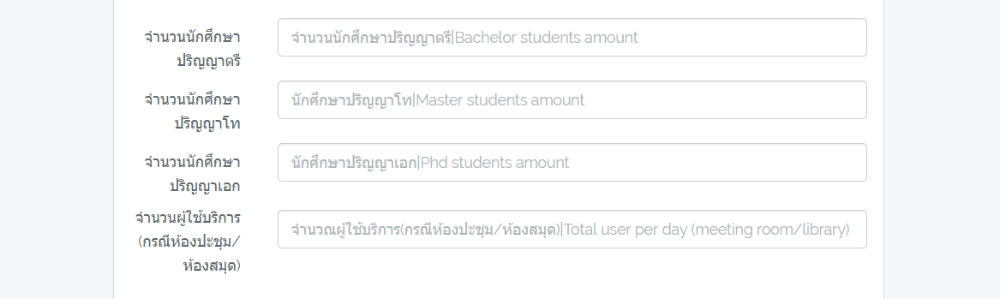 จำนวนนักศึกษา
ปริญญาตรี
จำนวนนักศึกษาปริญญาตรี|Bachelor students amount
จำนวนนักศึกษา
ปริญญาโท
นักศึกษาปริญญาโท|Master students amount
จำนวนนักศึกษา
ปริญญาเอก
นักศึกษาปริญญาเอก|Phd students amount
จำนวนผู้ใช้บริการ
(กรณีห้องประชุม/
ห้องสมุด)
จำนวณผู้ใช้บริการ(กรณีห้องปะชุม/ห้องสมุด)|Total user per day (meeting room/library)